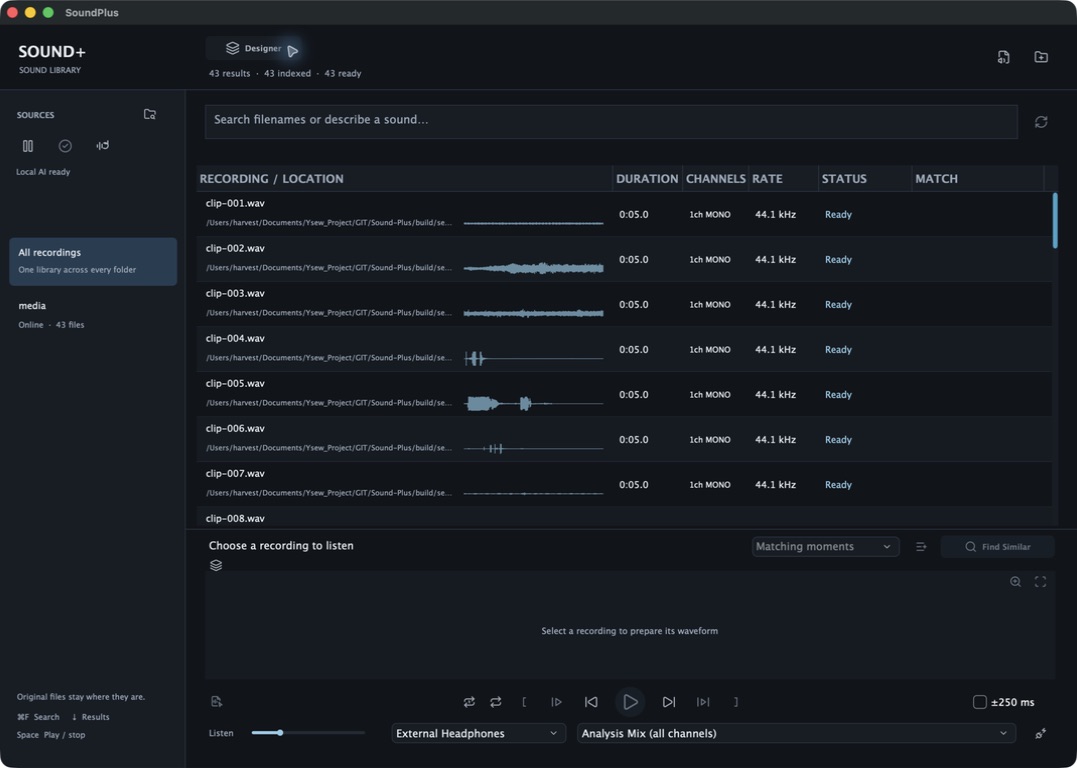 SoundPlus
SOUND+
SOUND LIBRARY
Designer
43 results · 43 indexed · 43 ready
SOURCES
Local AI ready
All recordings
One library across every folder
media
Online · 43 files
Search filenames or describe a sound...
RECORDING / LOCATION DURATION CHANNELS RATE STATUS MATCH
clip-001.wav
/Users/harvest/Documents/Ysew_Project/GIT/Sound-Plus/build/se... 0:05.0 1ch MONO 44.1 kHz Ready
clip-002.wav
/Users/harvest/Documents/Ysew_Project/GIT/Sound-Plus/build/se... 0:05.0 1ch MONO 44.1 kHz Ready
clip-003.wav
/Users/harvest/Documents/Ysew_Project/GIT/Sound-Plus/build/se... 0:05.0 1ch MONO 44.1 kHz Ready
clip-004.wav
/Users/harvest/Documents/Ysew_Project/GIT/Sound-Plus/build/se... 0:05.0 1ch MONO 44.1 kHz Ready
clip-005.wav
/Users/harvest/Documents/Ysew_Project/GIT/Sound-Plus/build/se... 0:05.0 1ch MONO 44.1 kHz Ready
clip-006.wav
/Users/harvest/Documents/Ysew_Project/GIT/Sound-Plus/build/se... 0:05.0 1ch MONO 44.1 kHz Ready
clip-007.wav
/Users/harvest/Documents/Ysew_Project/GIT/Sound-Plus/build/se... 0:05.0 1ch MONO 44.1 kHz Ready
clip-008.wav
Choose a recording to listen
Matching moments
Find Similar
Select a recording to prepare its waveform
Original files stay where they are.
⌘F Search ↓ Results
Space Play / stop
[ ]
±250 ms
Listen
External Headphones
Analysis Mix (all channels)